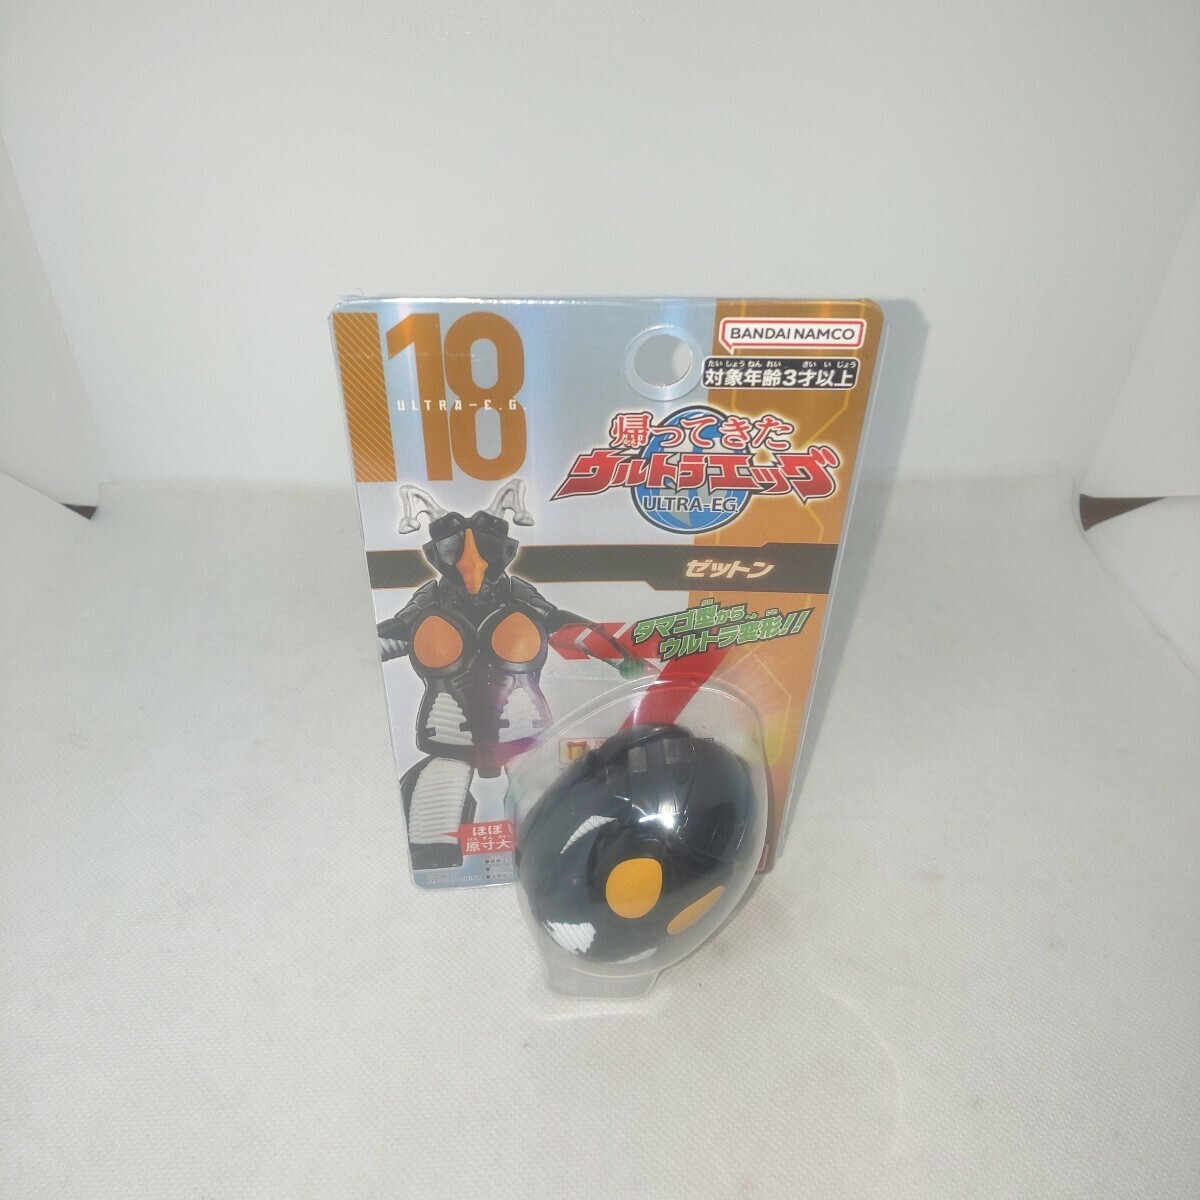 18
ULTRA-E.G.
BANDAI NAMCO
たいしょうねんれい さいいじょう
対象年齢3才以上
帰ってきた
ウルトラエッグ
ULTRA-EG
ゼットン
タマゴ型から
ウルトラ変形!!
ほぼ
原寸大